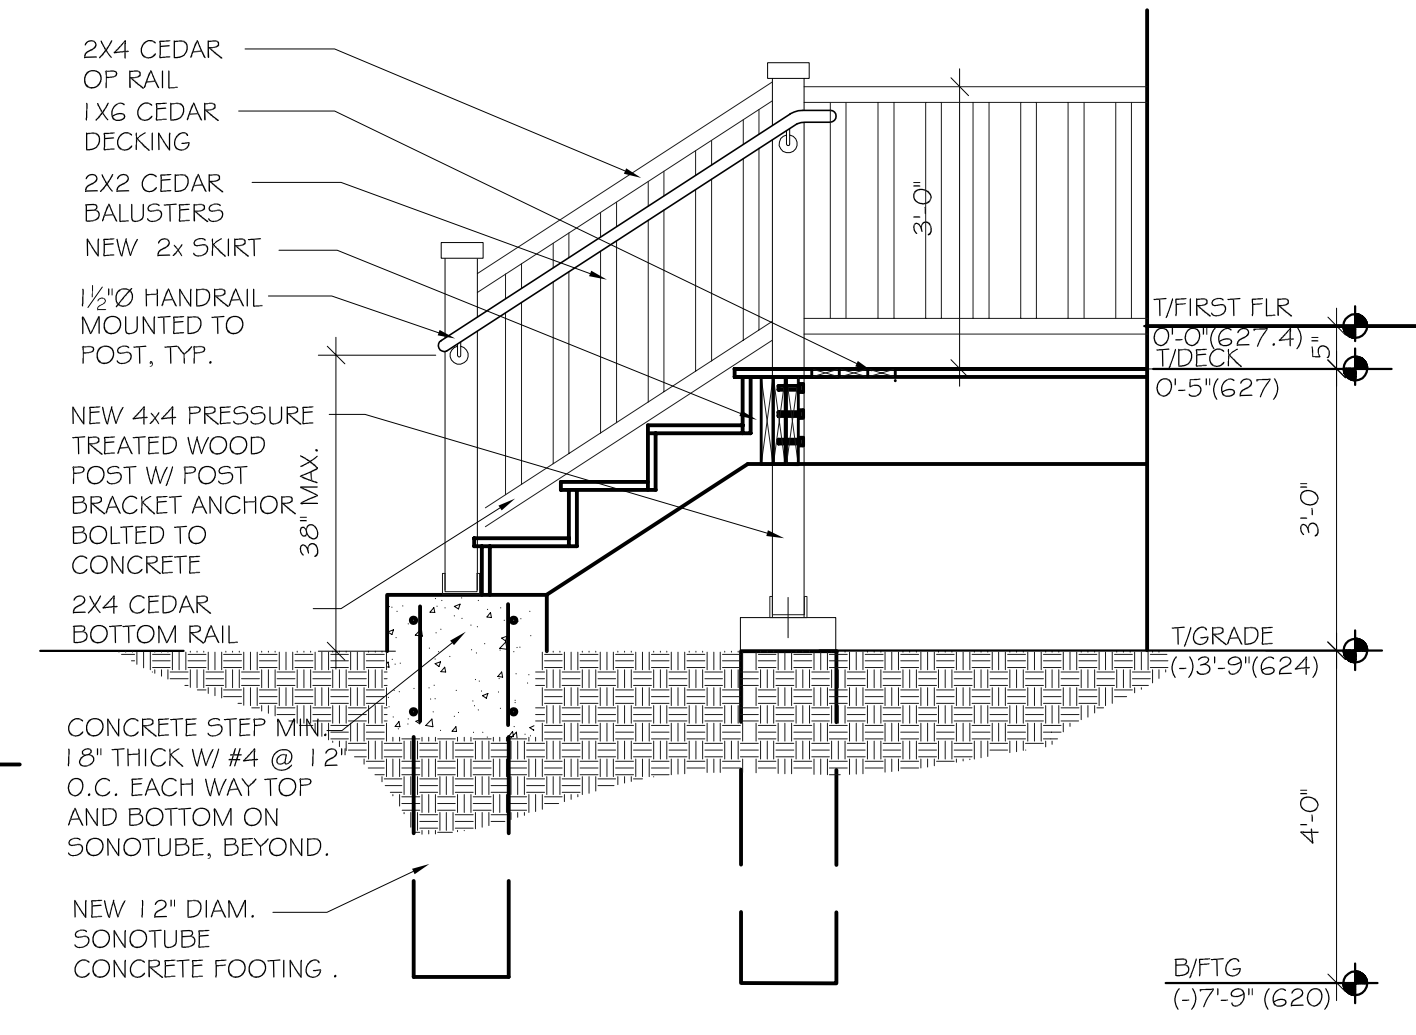 2X4 CEDAR
OP RAIL
1X6 CEDAR
DECKING
2X2 CEDAR
BALUSTERS
NEW 2x SKIRT
1½"Ø HANDRAIL
MOUNTED TO
POST, TYP.
NEW 4x4 PRESSURE
TREATED WOOD
POST W/ POST
BRACKET ANCHOR
BOLTED TO
CONCRETE
2X4 CEDAR
BOTTOM RAIL
38" MAX.
CONCRETE STEP MIN.
18" THICK W/ #4 @ 12"
O.C. EACH WAY TOP
AND BOTTOM ON
SONOTUBE, BEYOND.
NEW 12" DIAM.
SONOTUBE
CONCRETE FOOTING .
3'-0"
T/FIRST FLR
0'-0"(627.4)
5"
T/DECK
0'-5"(627)
3'-0"
T/GRADE
(-)3'-9"(624)
4'-0"
B/FTG
(-)7'-9" (620)